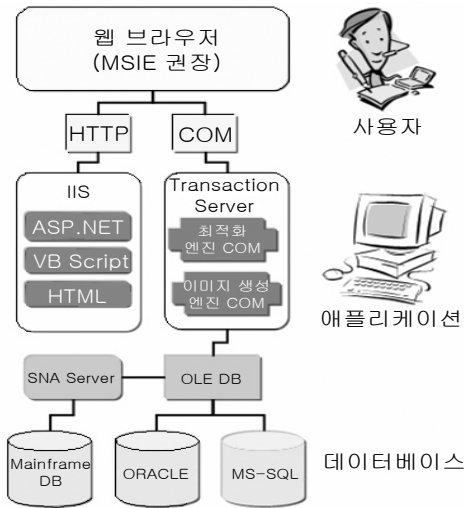 웹 브라우저
(MSIE 권장)
사용자
HTTP
COM
IIS
ASP.NET
VB Script
HTML
Transaction
Server
최적화
엔진 COM
이미지 생성
엔진 COM
애플리케이션
SNA Server
OLE DB
Mainframe
DB
ORACLE
MS-SQL
데이터베이스